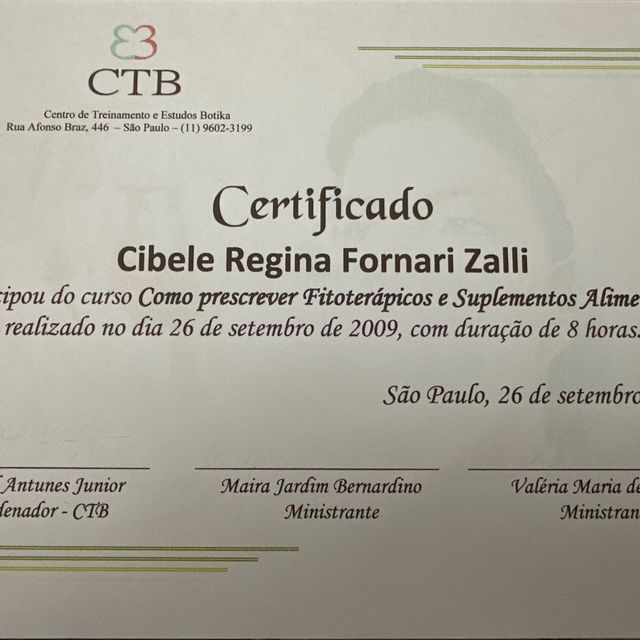 CTB
Centro de Treinamento e Estudos Botika
Rua Afonso Braz, 446 – São Paulo – (11) 9602-3199
Certificado
Cibele Regina Fornari Zalli
cipou do curso Como prescrever Fitoterápicos e Suplementos Alime
realizado no dia 26 de setembro de 2009, com duração de 8 horas.
São Paulo, 26 de setembro
Antunes Junior Maira Jardim Bernardino Valéria Maria de
denador - CTB Ministrante Ministran